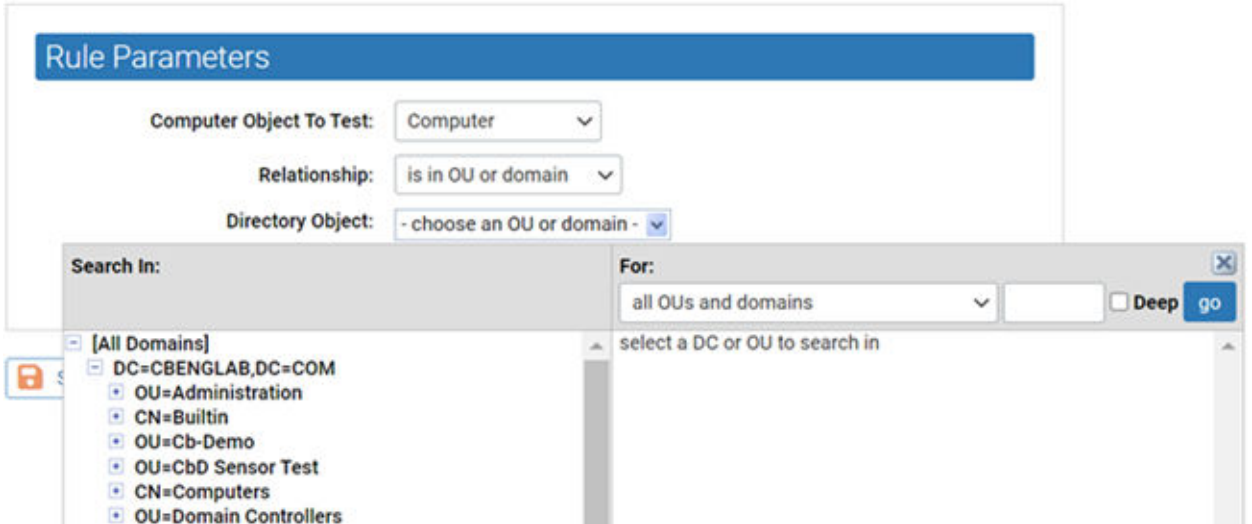 Rule Parameters
Computer Object To Test: Computer
Relationship: is in OU or domain
Directory Object: - choose an OU or domain -
Search In: For:
all OUs and domains Deep go
[All Domains] select a DC or OU to search in
DC=CBENGLAB,DC=COM
S
OU=Administration
CN=Builtin
OU=Cb-Demo
OU=CbD Sensor Test
CN=Computers
OU=Domain Controllers